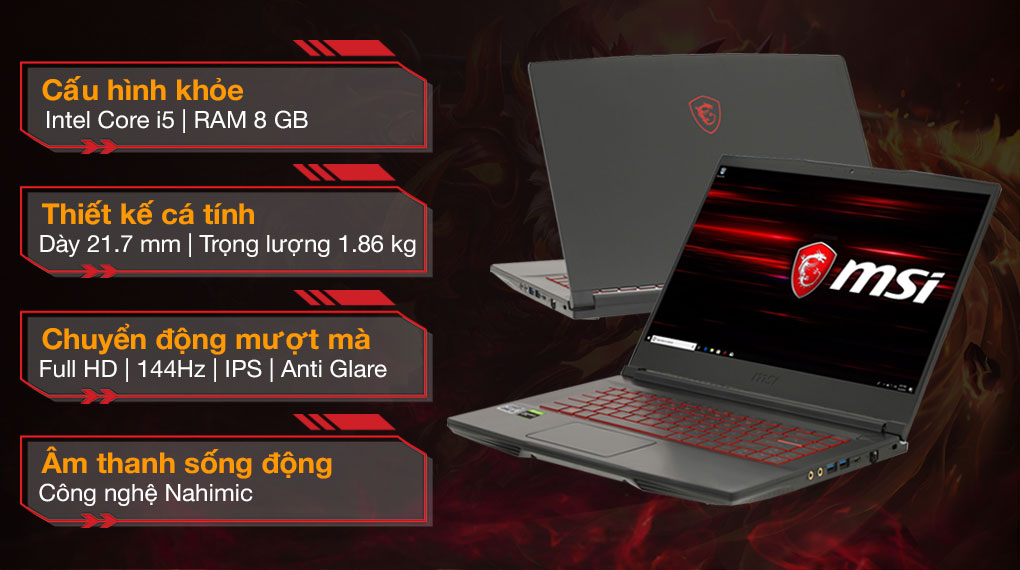 Cấu hình khỏe
Intel Core i5 | RAM 8 GB
Thiết kế cá tính
Dày 21.7 mm | Trọng lượng 1.86 kg
Chuyển động mượt mà
Full HD | 144Hz | IPS | Anti Glare
Âm thanh sống động
Công nghệ Nahimic
msi
msi